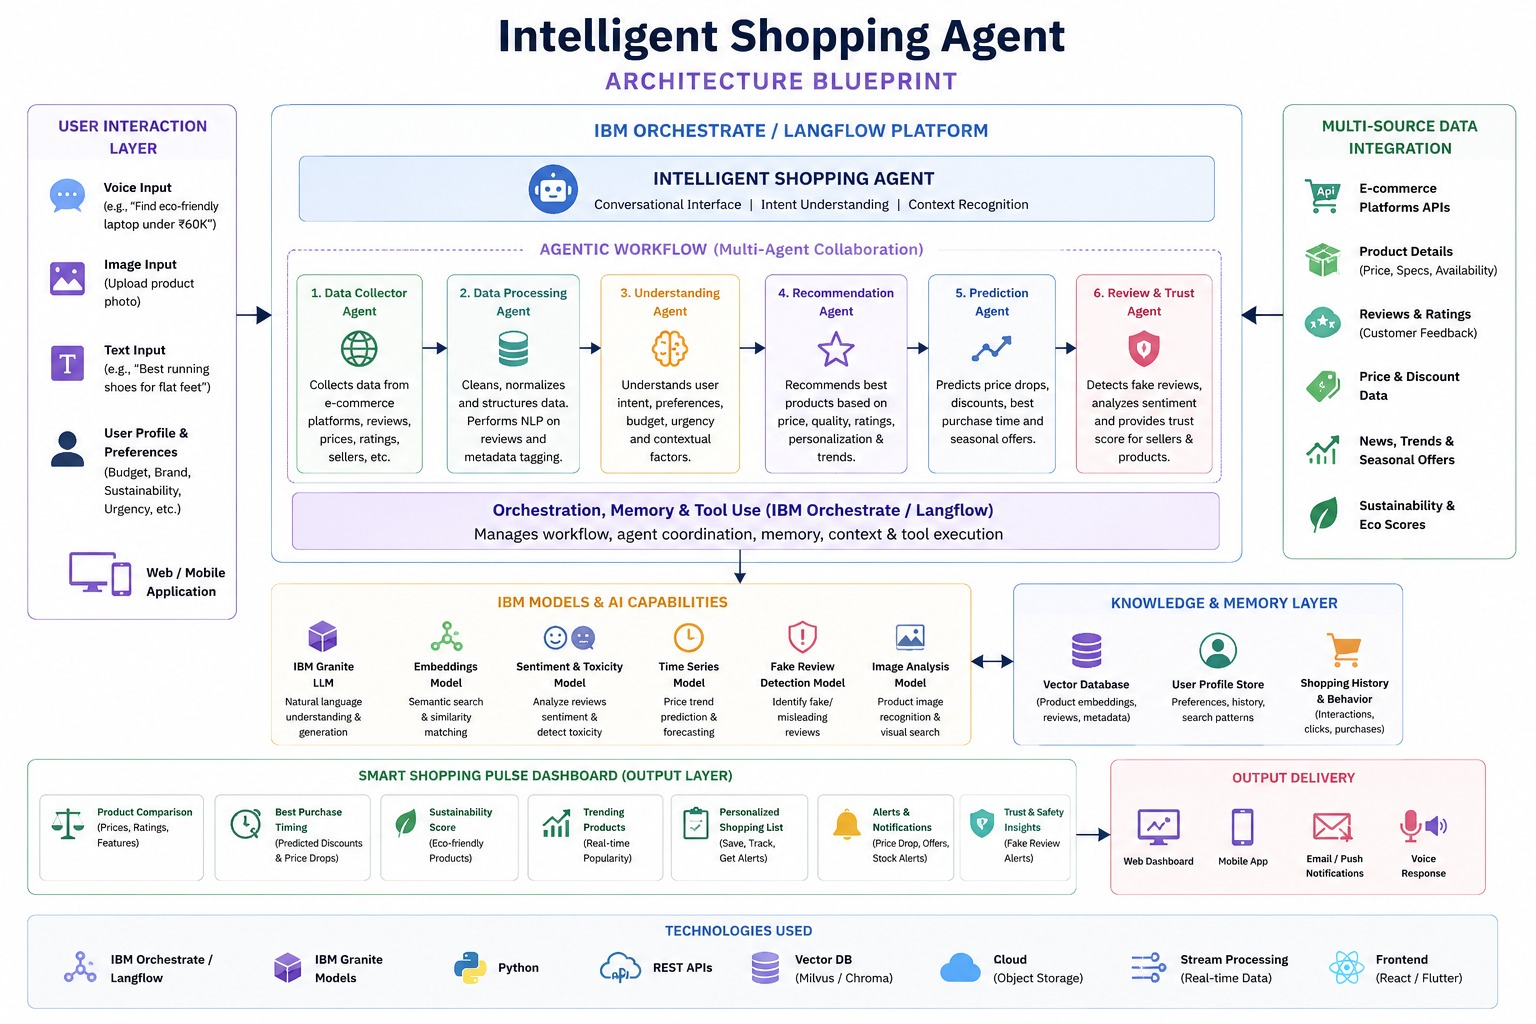 Intelligent Shopping Agent
ARCHITECTURE BLUEPRINT
USER INTERACTION
LAYER
Voice Input
(e.g., “Find eco-friendly
laptop under ₹60K”)
Image Input
(Upload product
photo)
T
Text Input
(e.g., “Best running
shoes for flat feet”)
User Profile &
Preferences
(Budget, Brand,
Sustainability,
Urgency, etc.)
Web / Mobile
Application
IBM ORCHESTRATE / LANGFLOW PLATFORM
INTELLIGENT SHOPPING AGENT
Conversational Interface | Intent Understanding | Context Recognition
AGENTIC WORKFLOW (Multi-Agent Collaboration)
1. Data Collector
Agent
Collects data from
e-commerce
platforms, reviews,
prices, ratings,
sellers, etc.
2. Data Processing
Agent
Cleans, normalizes
and structures data.
Performs NLP on
reviews and
metadata tagging.
3. Understanding
Agent
Understands user
intent, preferences,
budget, urgency
and contextual
factors.
4. Recommendation
Agent
Recommends best
products based on
price, quality, ratings,
personalization &
trends.
5. Prediction
Agent
Predicts price drops,
discounts, best
purchase time and
seasonal offers.
6. Review & Trust
Agent
Detects fake reviews,
analyzes sentiment
and provides trust
score for sellers &
products.
Orchestration, Memory & Tool Use (IBM Orchestrate / Langflow)
Manages workflow, agent coordination, memory, context & tool execution
MULTI-SOURCE DATA
INTEGRATION
Api
E-commerce
Platforms APIs
Product Details
(Price, Specs, Availability)
Reviews & Ratings
(Customer Feedback)
Price & Discount
Data
News, Trends &
Seasonal Offers
Sustainability &
Eco Scores
IBM MODELS & AI CAPABILITIES
IBM Granite
LLM
Natural language
understanding &
generation
Embeddings
Model
Semantic search
& similarity
matching
Sentiment & Toxicity
Model
Analyze reviews
sentiment &
detect toxicity
Time Series
Model
Price trend
prediction &
forecasting
Fake Review
Detection Model
Identify fake/
misleading
reviews
Image Analysis
Model
Product image
recognition &
visual search
KNOWLEDGE & MEMORY LAYER
Vector Database
(Product embeddings,
reviews, metadata)
User Profile Store
Preferences, history,
search patterns
Shopping History
& Behavior
(Interactions,
clicks, purchases)
SMART SHOPPING PULSE DASHBOARD (OUTPUT LAYER)
Product Comparison
(Prices, Ratings,
Features)
Best Purchase
Timing
(Predicted Discounts
& Price Drops)
Sustainability
Score
(Eco-friendly
Products)
Trending
Products
(Real-time
Popularity)
Personalized
Shopping List
(Save, Track,
Get Alerts)
Alerts &
Notifications
(Price Drop, Offers,
Stock Alerts)
Trust & Safety
Insights
(Fake Review
Alerts)
OUTPUT DELIVERY
Web Dashboard
Mobile App
Email / Push
Notifications
Voice
Response
TECHNOLOGIES USED
IBM Orchestrate /
Langflow
IBM Granite
Models
Python
api
REST APIs
Vector DB
(Milvus / Chroma)
Cloud
(Object Storage)
Stream Processing
(Real-time Data)
Frontend
(React / Flutter)